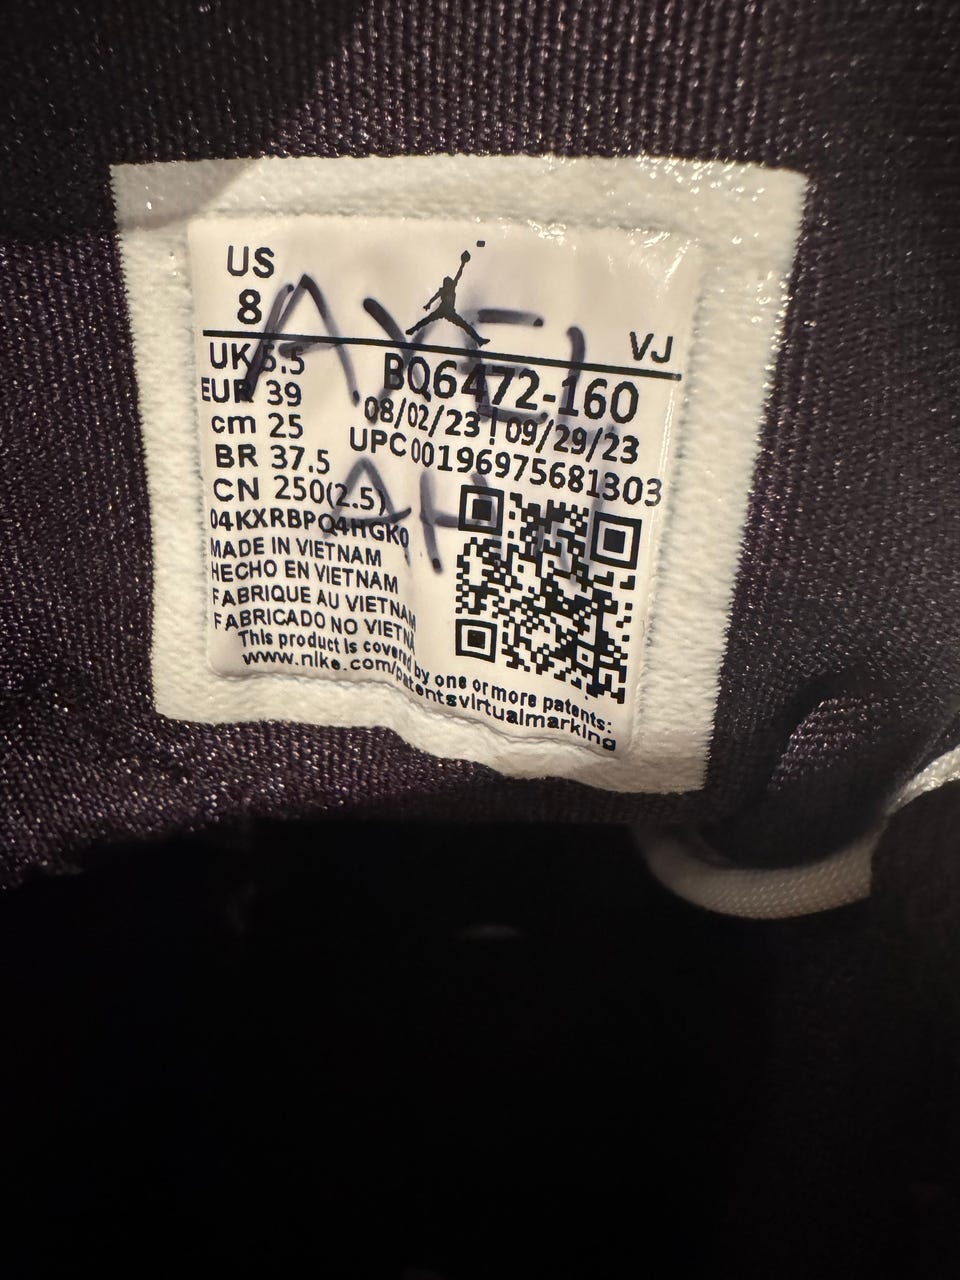 US
8
VJ
UK 5.5
EUR 39
cm 25
BR 37.5
CN 250(2.5)
04KXRBPQ4HGK0
MADE IN VIETNAM
HECHO EN VIETNAM
FABRIQUE AU VIETNAM
FABRICADO NO VIETNA
This product is covered by one or more patents:
www.nike.com/patentsvirtualmarking
BQ6472-160
08/02/23 | 09/29/23
UPC 00196975681303
AXEL